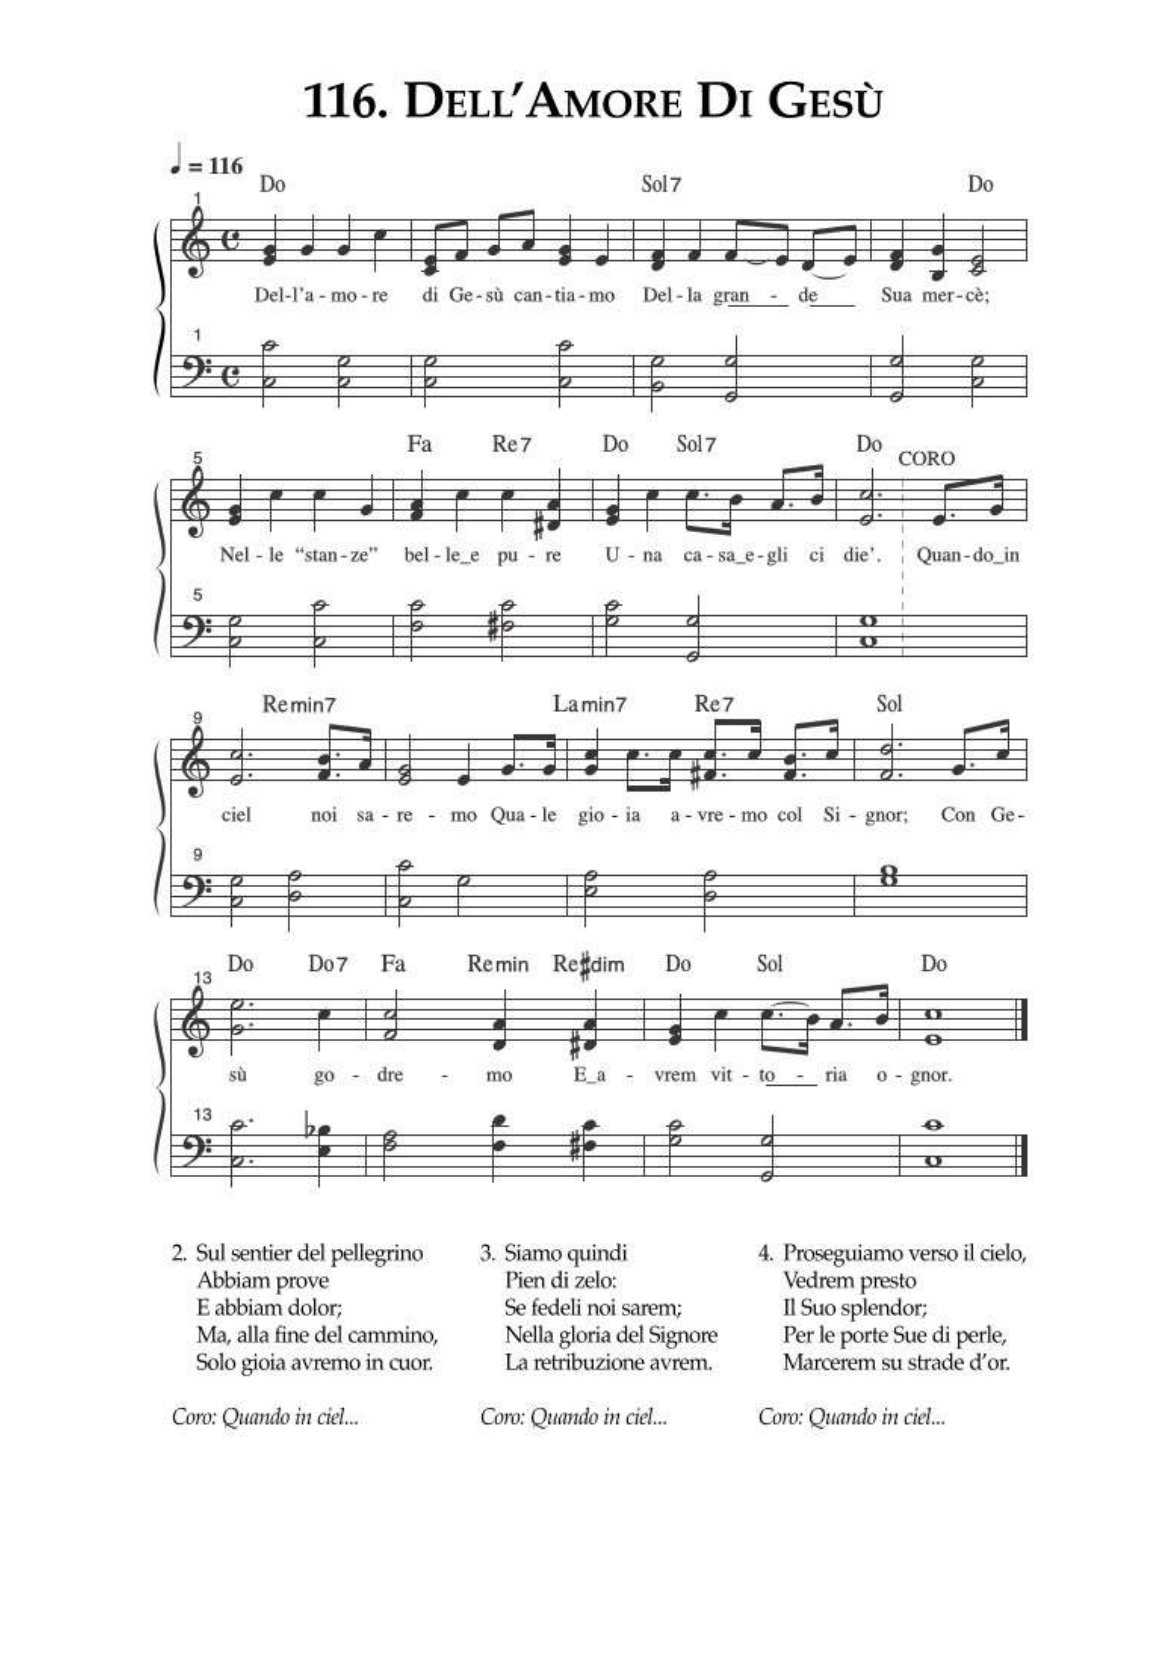 116. DELL'AMORE DI GESÙ
♩ = 116
Do Sol7 Do
1
Del-l'a - mo - re di Ge - sù can - tia - mo Del - la gran - de Sua mer - cè;
1
Fa Re7 Do Sol7 Do CORO
5
Nel - le "stan - ze" bel - le_e pu - re U - na ca - sa_e - gli ci die'. Quan - do_in
5
Remin7 Lamin7 Re7 Sol
9
ciel noi sa - re - mo Qua - le gio - ia a - vre - mo col Si - gnor; Con Ge -
9
Do Do7 Fa Remin Re♯dim Do Sol Do
13
sù go - dre - mo E_a - vrem vit - to - ria o - gnor.
13
2. Sul sentier del pellegrino
Abbiam prove
E abbiam dolor;
Ma, alla fine del cammino,
Solo gioia avremo in cuor.
Coro: Quando in ciel...
3. Siamo quindi
Pien di zelo:
Se fedeli noi sarem;
Nella gloria del Signore
La retribuzione avrem.
Coro: Quando in ciel...
4. Proseguiamo verso il cielo,
Vedrem presto
Il Suo splendor;
Per le porte Sue di perle,
Marcerem su strade d'or.
Coro: Quando in ciel...